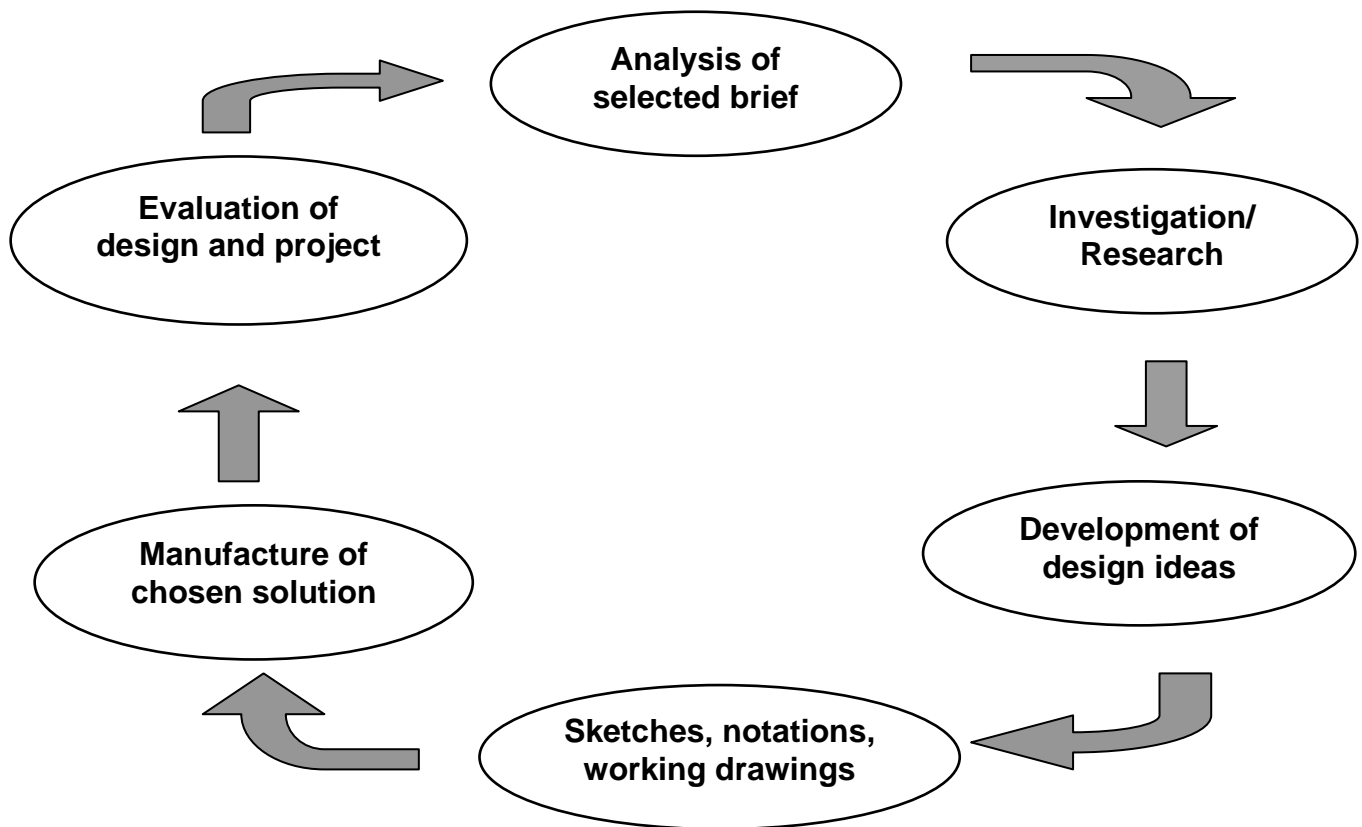 Analysis of
selected brief
Investigation/
Research
Development of
design ideas
Sketches, notations,
working drawings
Manufacture of
chosen solution
Evaluation of
design and project